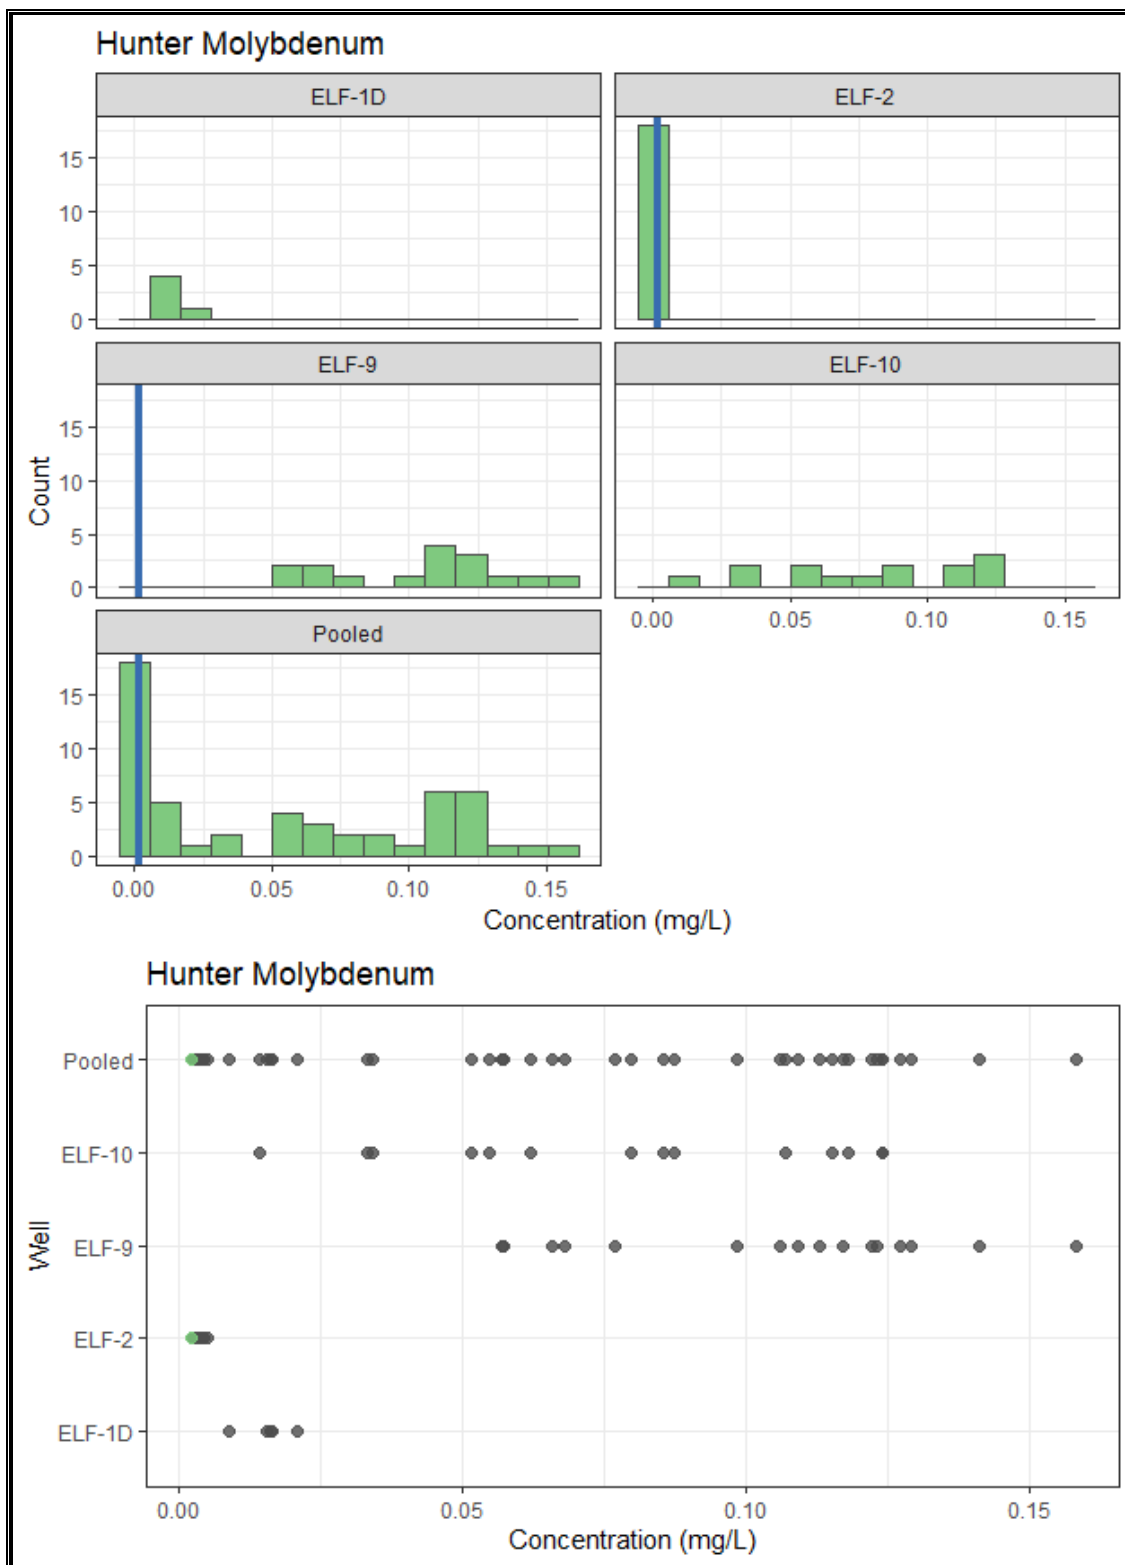 Hunter Molybdenum
ELF-1D
ELF-2
15
10
5
0
ELF-9
ELF-10
Count
15
10
5
0
0.00 0.05 0.10 0.15
Pooled
15
10
5
0
0.00 0.05 0.10 0.15
Concentration (mg/L)
Hunter Molybdenum
Well
Pooled
ELF-10
ELF-9
ELF-2
ELF-1D
0.00 0.05 0.10 0.15
Concentration (mg/L)